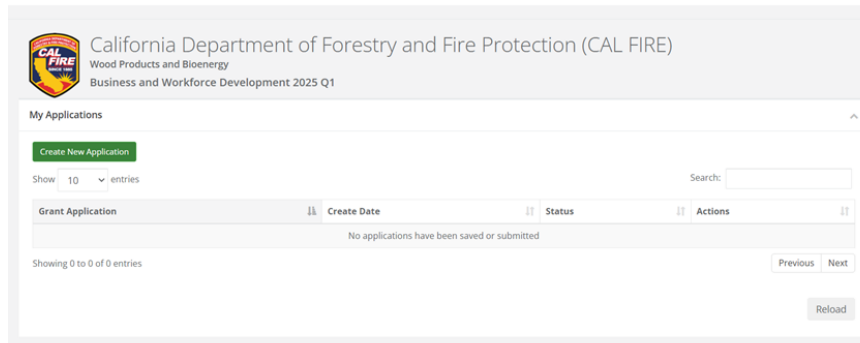 CAL
FIRE
SINCE 1885
California Department of Forestry and Fire Protection (CAL FIRE)
Wood Products and Bioenergy
Business and Workforce Development 2025 Q1
My Applications
Create New Application
Show 10 entries
Search:
Grant Application Create Date Status Actions
No applications have been saved or submitted
Showing 0 to 0 of 0 entries
Previous Next
Reload